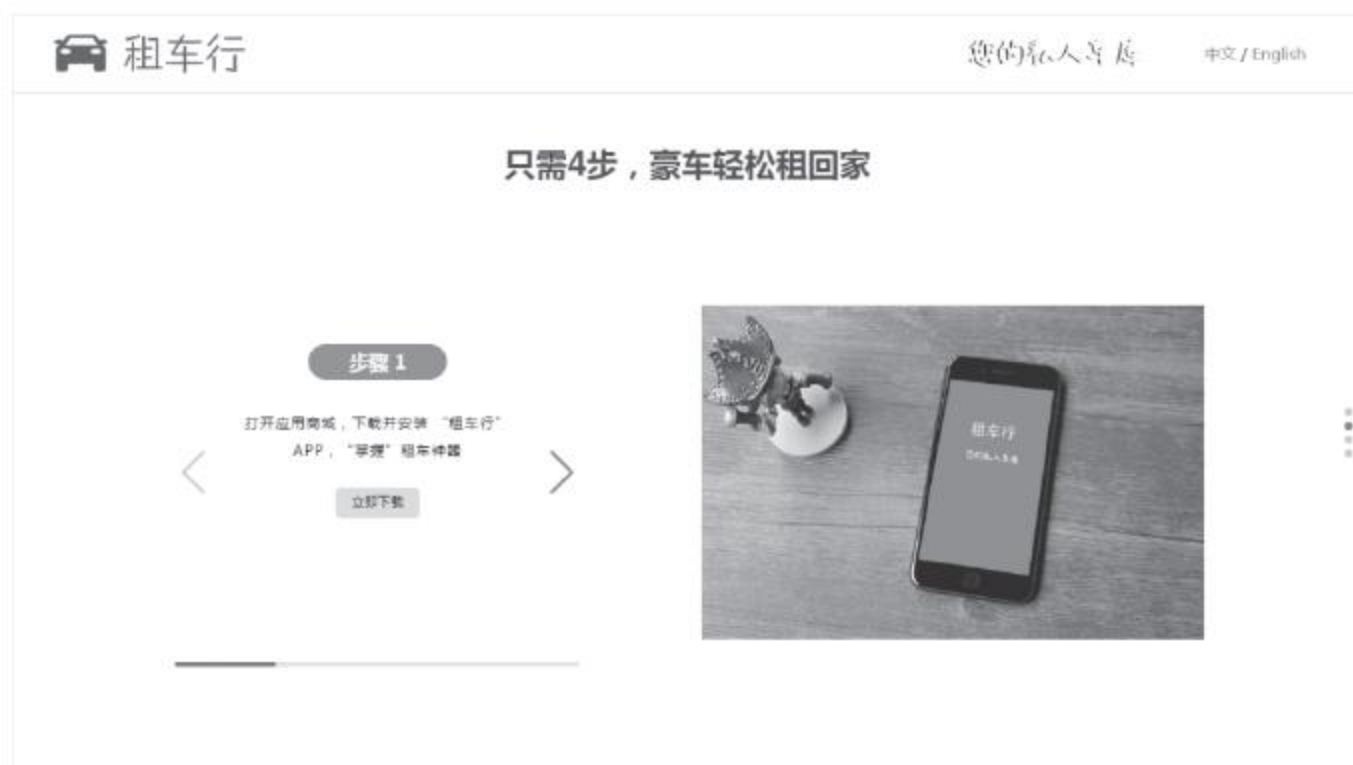 租车行
您的私人车库
中文 / English
只需4步，豪车轻松租回家
步骤 1
打开应用商城，下载并安装 “租车行”
APP，“掌握”租车神器
立即下载
租车行